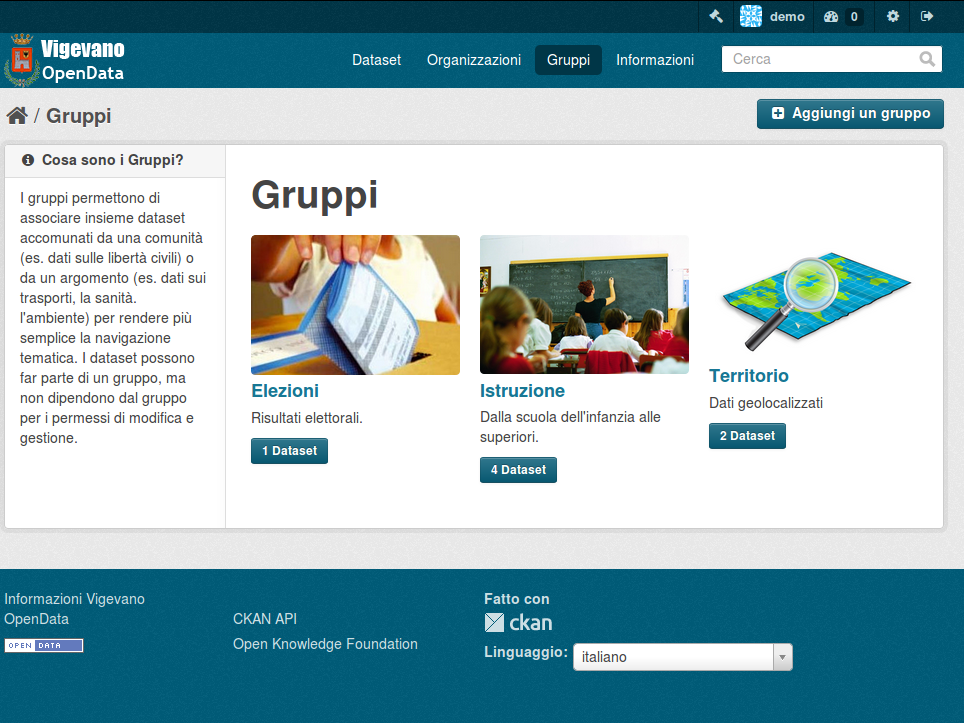 demo
0
Vigevano
OpenData
Dataset
Organizzazioni
Gruppi
Informazioni
Cerca
/ Gruppi
Aggiungi un gruppo
Cosa sono i Gruppi?
I gruppi permettono di
associare insieme dataset
accomunati da una comunità
(es. dati sulle libertà civili) o
da un argomento (es. dati sui
trasporti, la sanità.
l'ambiente) per rendere più
semplice la navigazione
tematica. I dataset possono
far parte di un gruppo, ma
non dipendono dal gruppo
per i permessi di modifica e
gestione.
Gruppi
Elezioni
Risultati elettorali.
1 Dataset
Istruzione
Dalla scuola dell'infanzia alle
superiori.
4 Dataset
Territorio
Dati geolocalizzati
2 Dataset
Informazioni Vigevano
OpenData
OPEN DATA
CKAN API
Open Knowledge Foundation
Fatto con
ckan
Linguaggio:
italiano